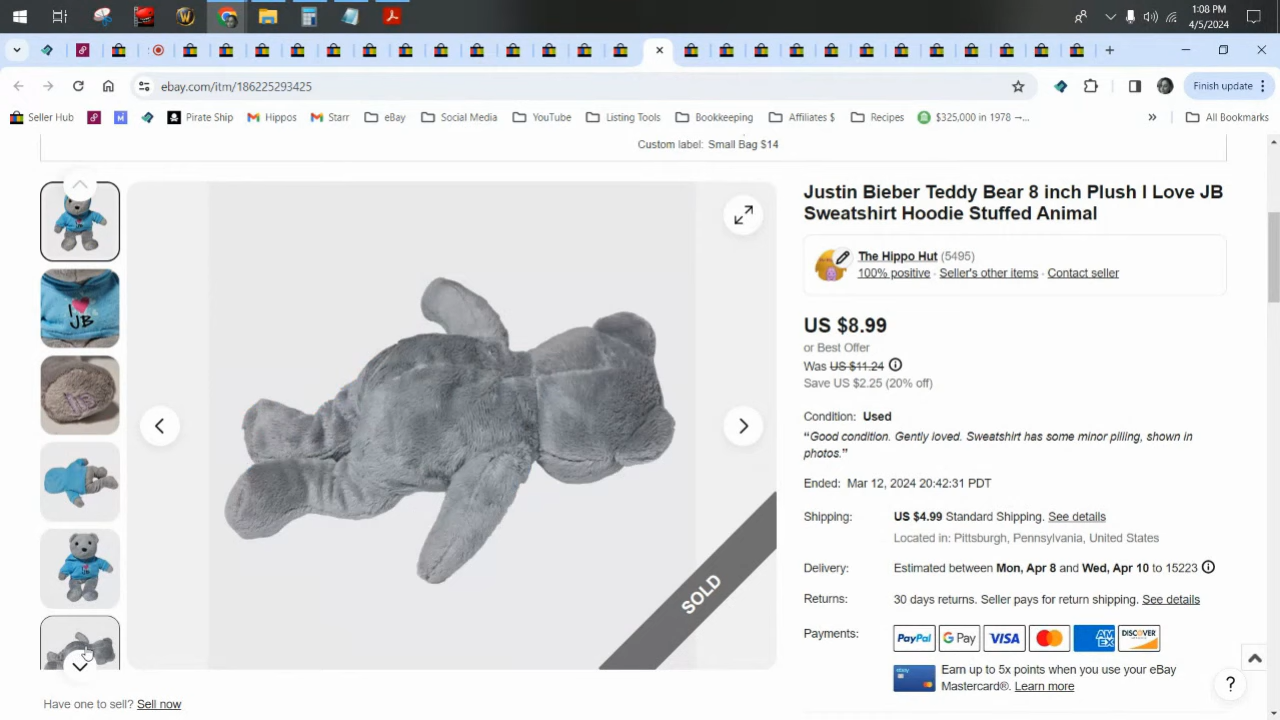 1:08 PM
4/5/2024
ebay.com/itm/186225293425
Finish update
Seller Hub
Pirate Ship
Hippos
Starr
eBay
Social Media
YouTube
Listing Tools
Bookkeeping
Affiliates $
Recipes
$325,000 in 1978 →...
»
All Bookmarks
Custom label: Small Bag $14
Justin Bieber Teddy Bear 8 inch Plush I Love JB
Sweatshirt Hoodie Stuffed Animal
The Hippo Hut (5495)
100% positive · Seller's other items · Contact seller
US $8.99
or Best Offer
Was US $11.24
Save US $2.25 (20% off)
Condition: Used
“Good condition. Gently loved. Sweatshirt has some minor pilling, shown in
photos.”
Ended: Mar 12, 2024 20:42:31 PDT
Shipping: US $4.99 Standard Shipping. See details
Located in: Pittsburgh, Pennsylvania, United States
Delivery: Estimated between Mon, Apr 8 and Wed, Apr 10 to 15223
Returns: 30 days returns. Seller pays for return shipping. See details
Payments: PayPal G Pay VISA AM EX DISCOVER
Earn up to 5x points when you use your eBay
Mastercard®. Learn more
I
JB
SOLD
Have one to sell? Sell now
?